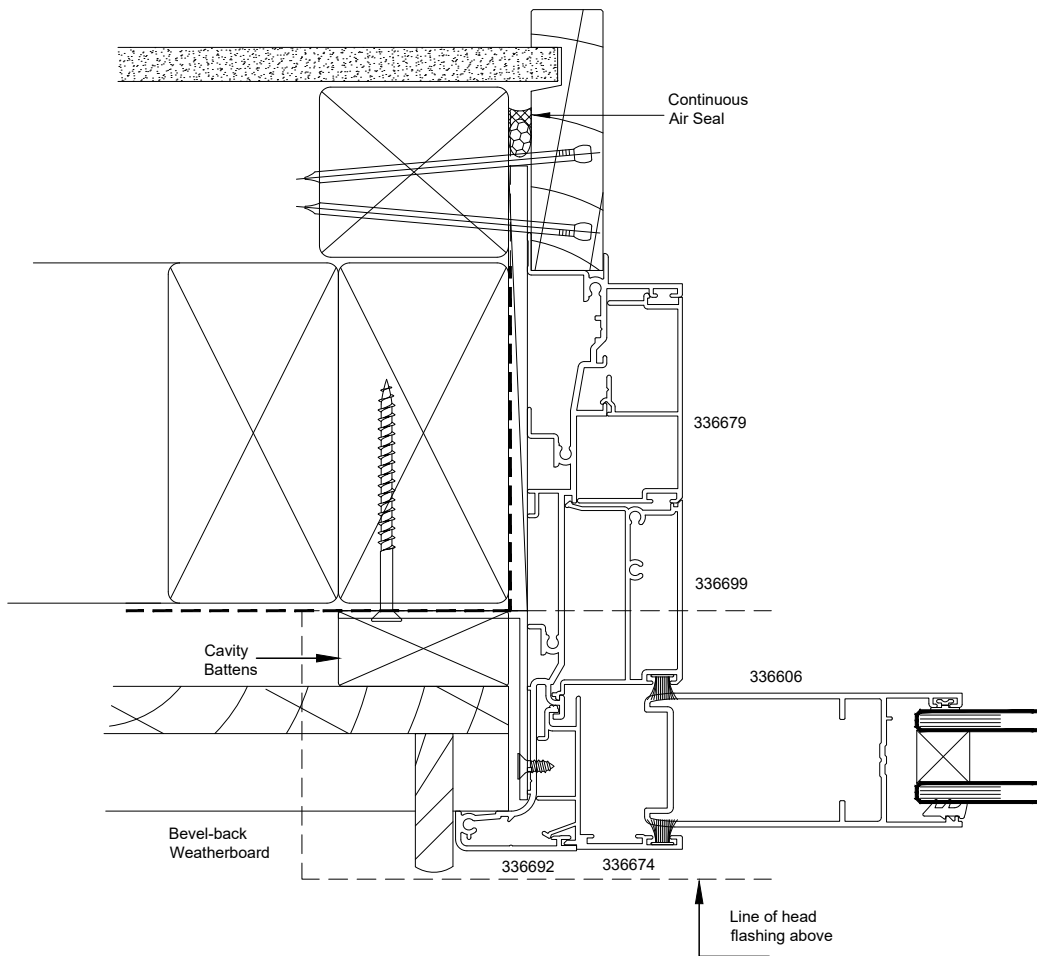 Continuous
Air Seal
336679
336699
Cavity
Battens
336606
Bevel-back
Weatherboard
336692
336674
Line of head
flashing above